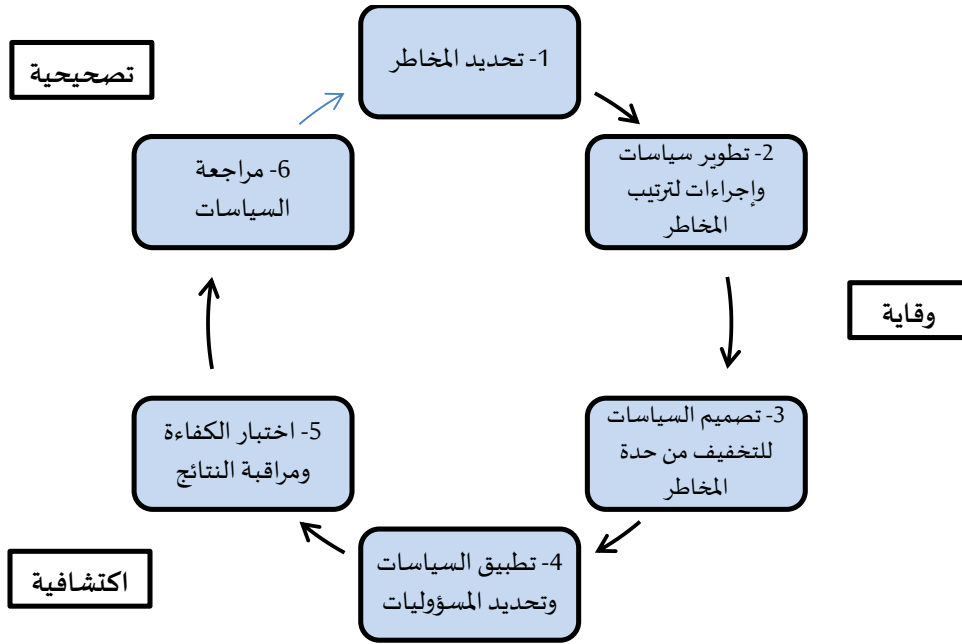 1- تحديد المخاطر
تصحيحية
2- تطوير سياسات
وإجراءات لترتيب
المخاطر
6- مراجعة
السياسات
وقاية
3- تصميم السياسات
للتخفيف من حدة
المخاطر
5- اختبار الكفاءة
ومراقبة النتائج
4- تطبيق السياسات
وتحديد المسؤوليات
اكتشافية